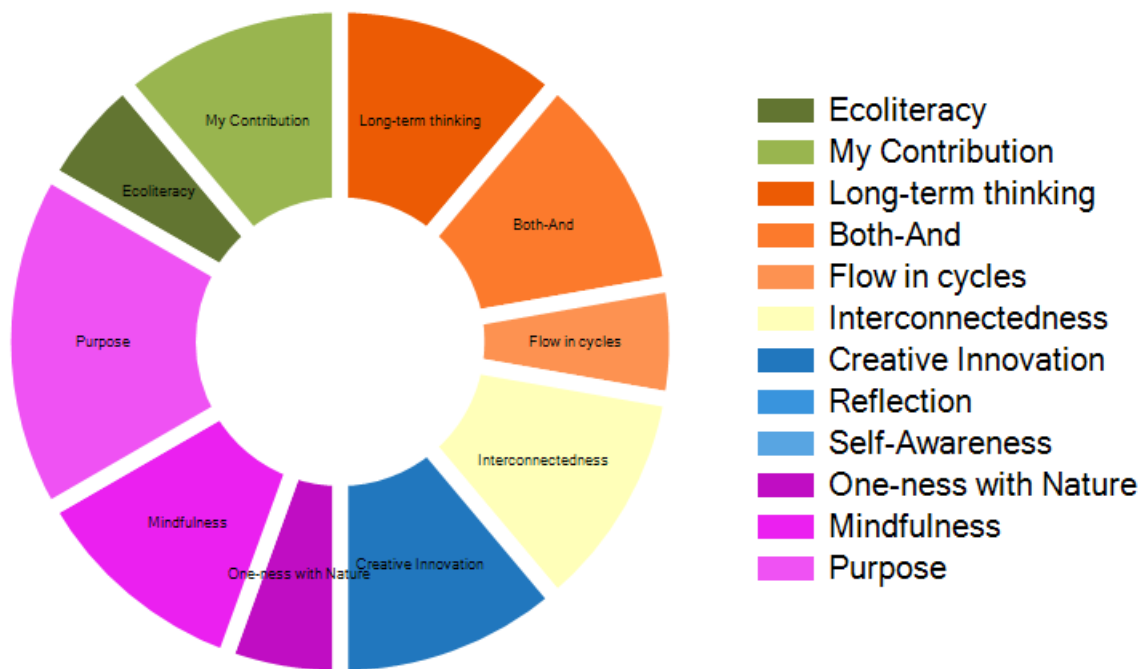 My Contribution
Long-term thinking
Ecoliteracy
Both-And
Purpose
Flow in cycles
Interconnectedness
Mindfulness
One-ness with Nature
Creative Innovation
Ecoliteracy
My Contribution
Long-term thinking
Both-And
Flow in cycles
Interconnectedness
Creative Innovation
Reflection
Self-Awareness
One-ness with Nature
Mindfulness
Purpose